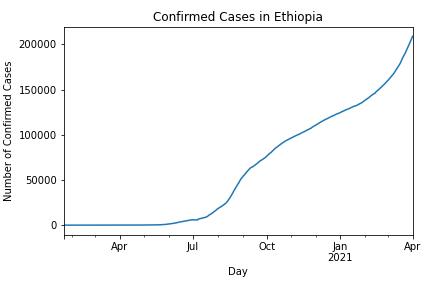 Confirmed Cases in Ethiopia
200000
150000
100000
50000
0
Number of Confirmed Cases
Apr Jul Oct Jan Apr
2021
Day